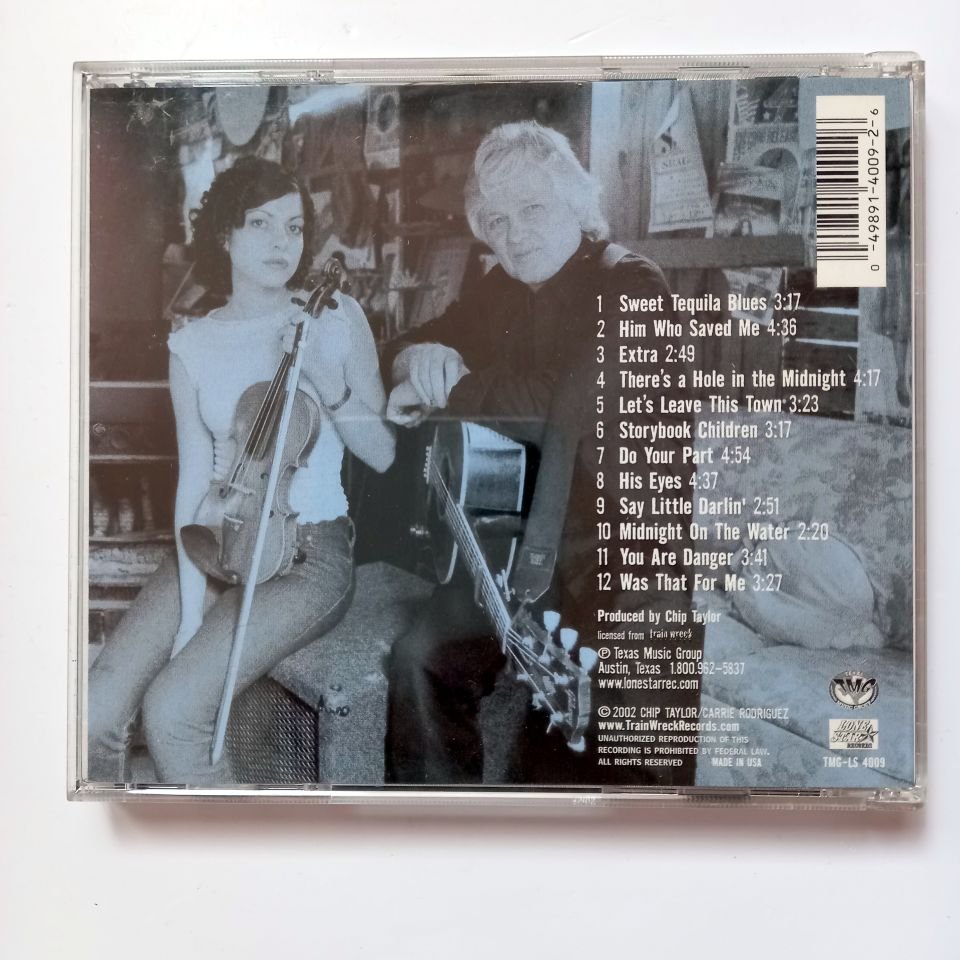 0 -49891-4009-2- 6
1 Sweet Tequila Blues 3:17
2 Him Who Saved Me 4:36
3 Extra 2:49
4 There's a Hole in the Midnight 4:17
5 Let's Leave This Town 3:23
6 Storybook Children 3:17
7 Do Your Part 4:54
8 His Eyes 4:37
9 Say Little Darlin' 2:51
10 Midnight On The Water 2:20
11 You Are Danger 3:41
12 Was That For Me 3:27
Produced by Chip Taylor
licensed from train wreck
℗ Texas Music Group
Austin, Texas 1.800.962-5837
www.lonestarrec.com
© 2002 CHIP TAYLOR/CARRIE RODRIGUEZ
www.TrainWreckRecords.com
UNAUTHORIZED REPRODUCTION OF THIS
RECORDING IS PROHIBITED BY FEDERAL LAW.
ALL RIGHTS RESERVED MADE IN USA
TMG
LONE
STAR
RECORDS
TMG-LS 4009